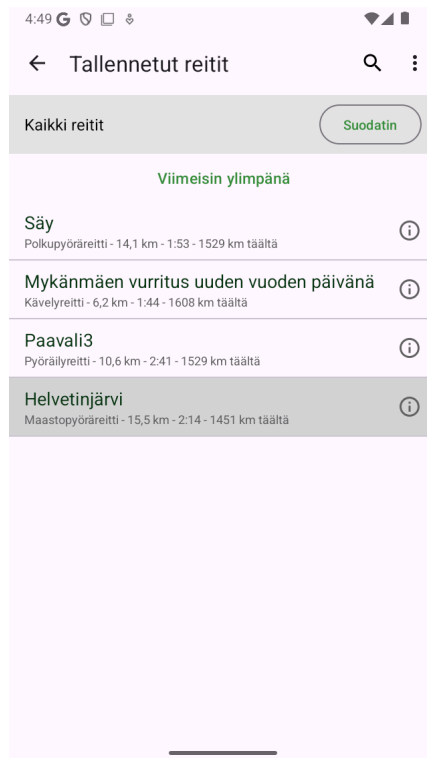 4:49
Tallennetut reitit
Kaikki reitit
Suodatin
Viimeisin ylimpänä
Säy
Polkupyöräreitti - 14,1 km - 1:53 - 1529 km täältä
Mykänmäen vurritus uuden vuoden päivänä
Kävelyreitti - 6,2 km - 1:44 - 1608 km täältä
Paavali3
Pyöräilyreitti - 10,6 km - 2:41 - 1529 km täältä
Helvetinjärvi
Maastopyöräreitti - 15,5 km - 2:14 - 1451 km täältä